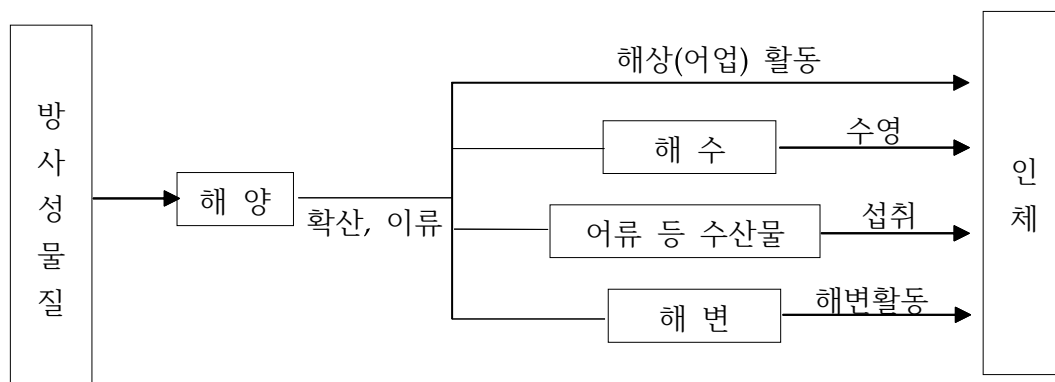 방사성물질
해 양
확산, 이류
해상(어업) 활동
해 수
수영
어류 등 수산물
섭취
해 변
해변활동
인체